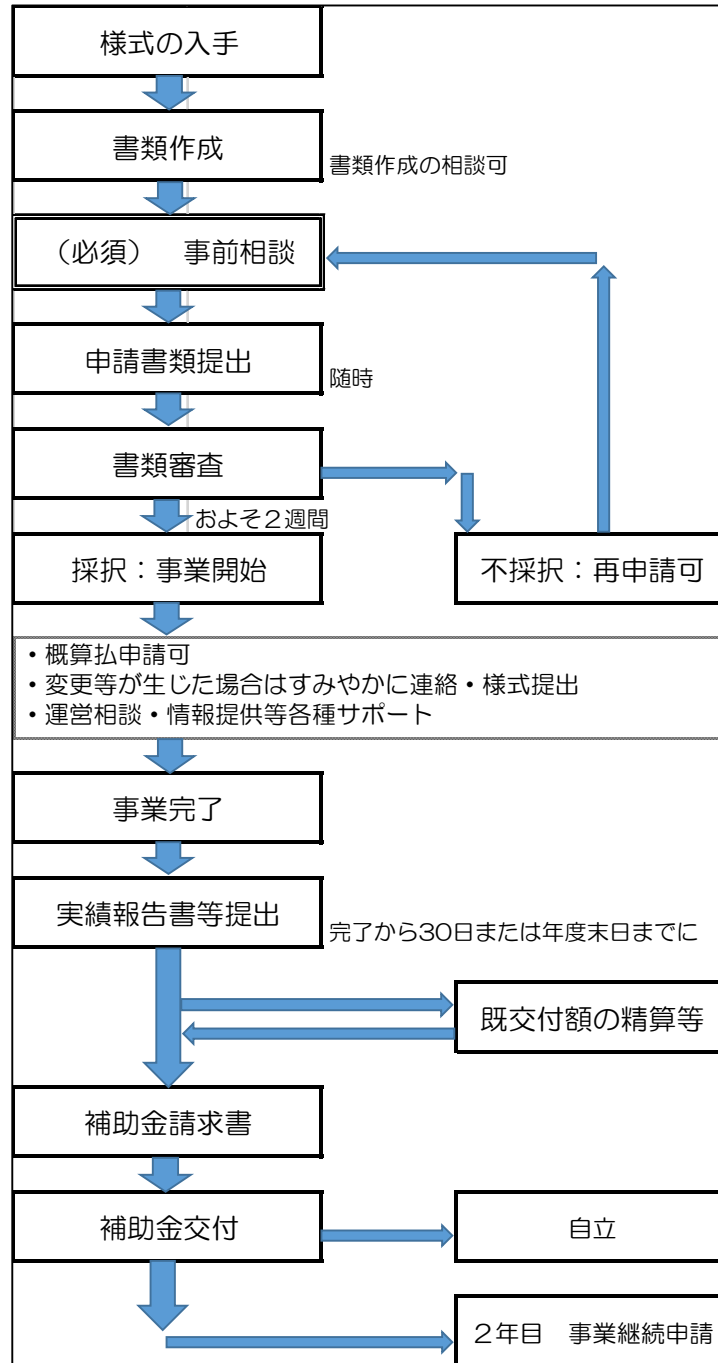 様式の入手
書類作成
書類作成の相談可
（必須）　事前相談
申請書類提出
随時
書類審査
およそ２週間
採択：事業開始
不採択：再申請可
・概算払申請可
・変更等が生じた場合はすみやかに連絡・様式提出
・運営相談・情報提供等各種サポート
事業完了
実績報告書等提出
完了から30日または年度末日までに
既交付額の精算等
補助金請求書
補助金交付
自立
２年目　事業継続申請